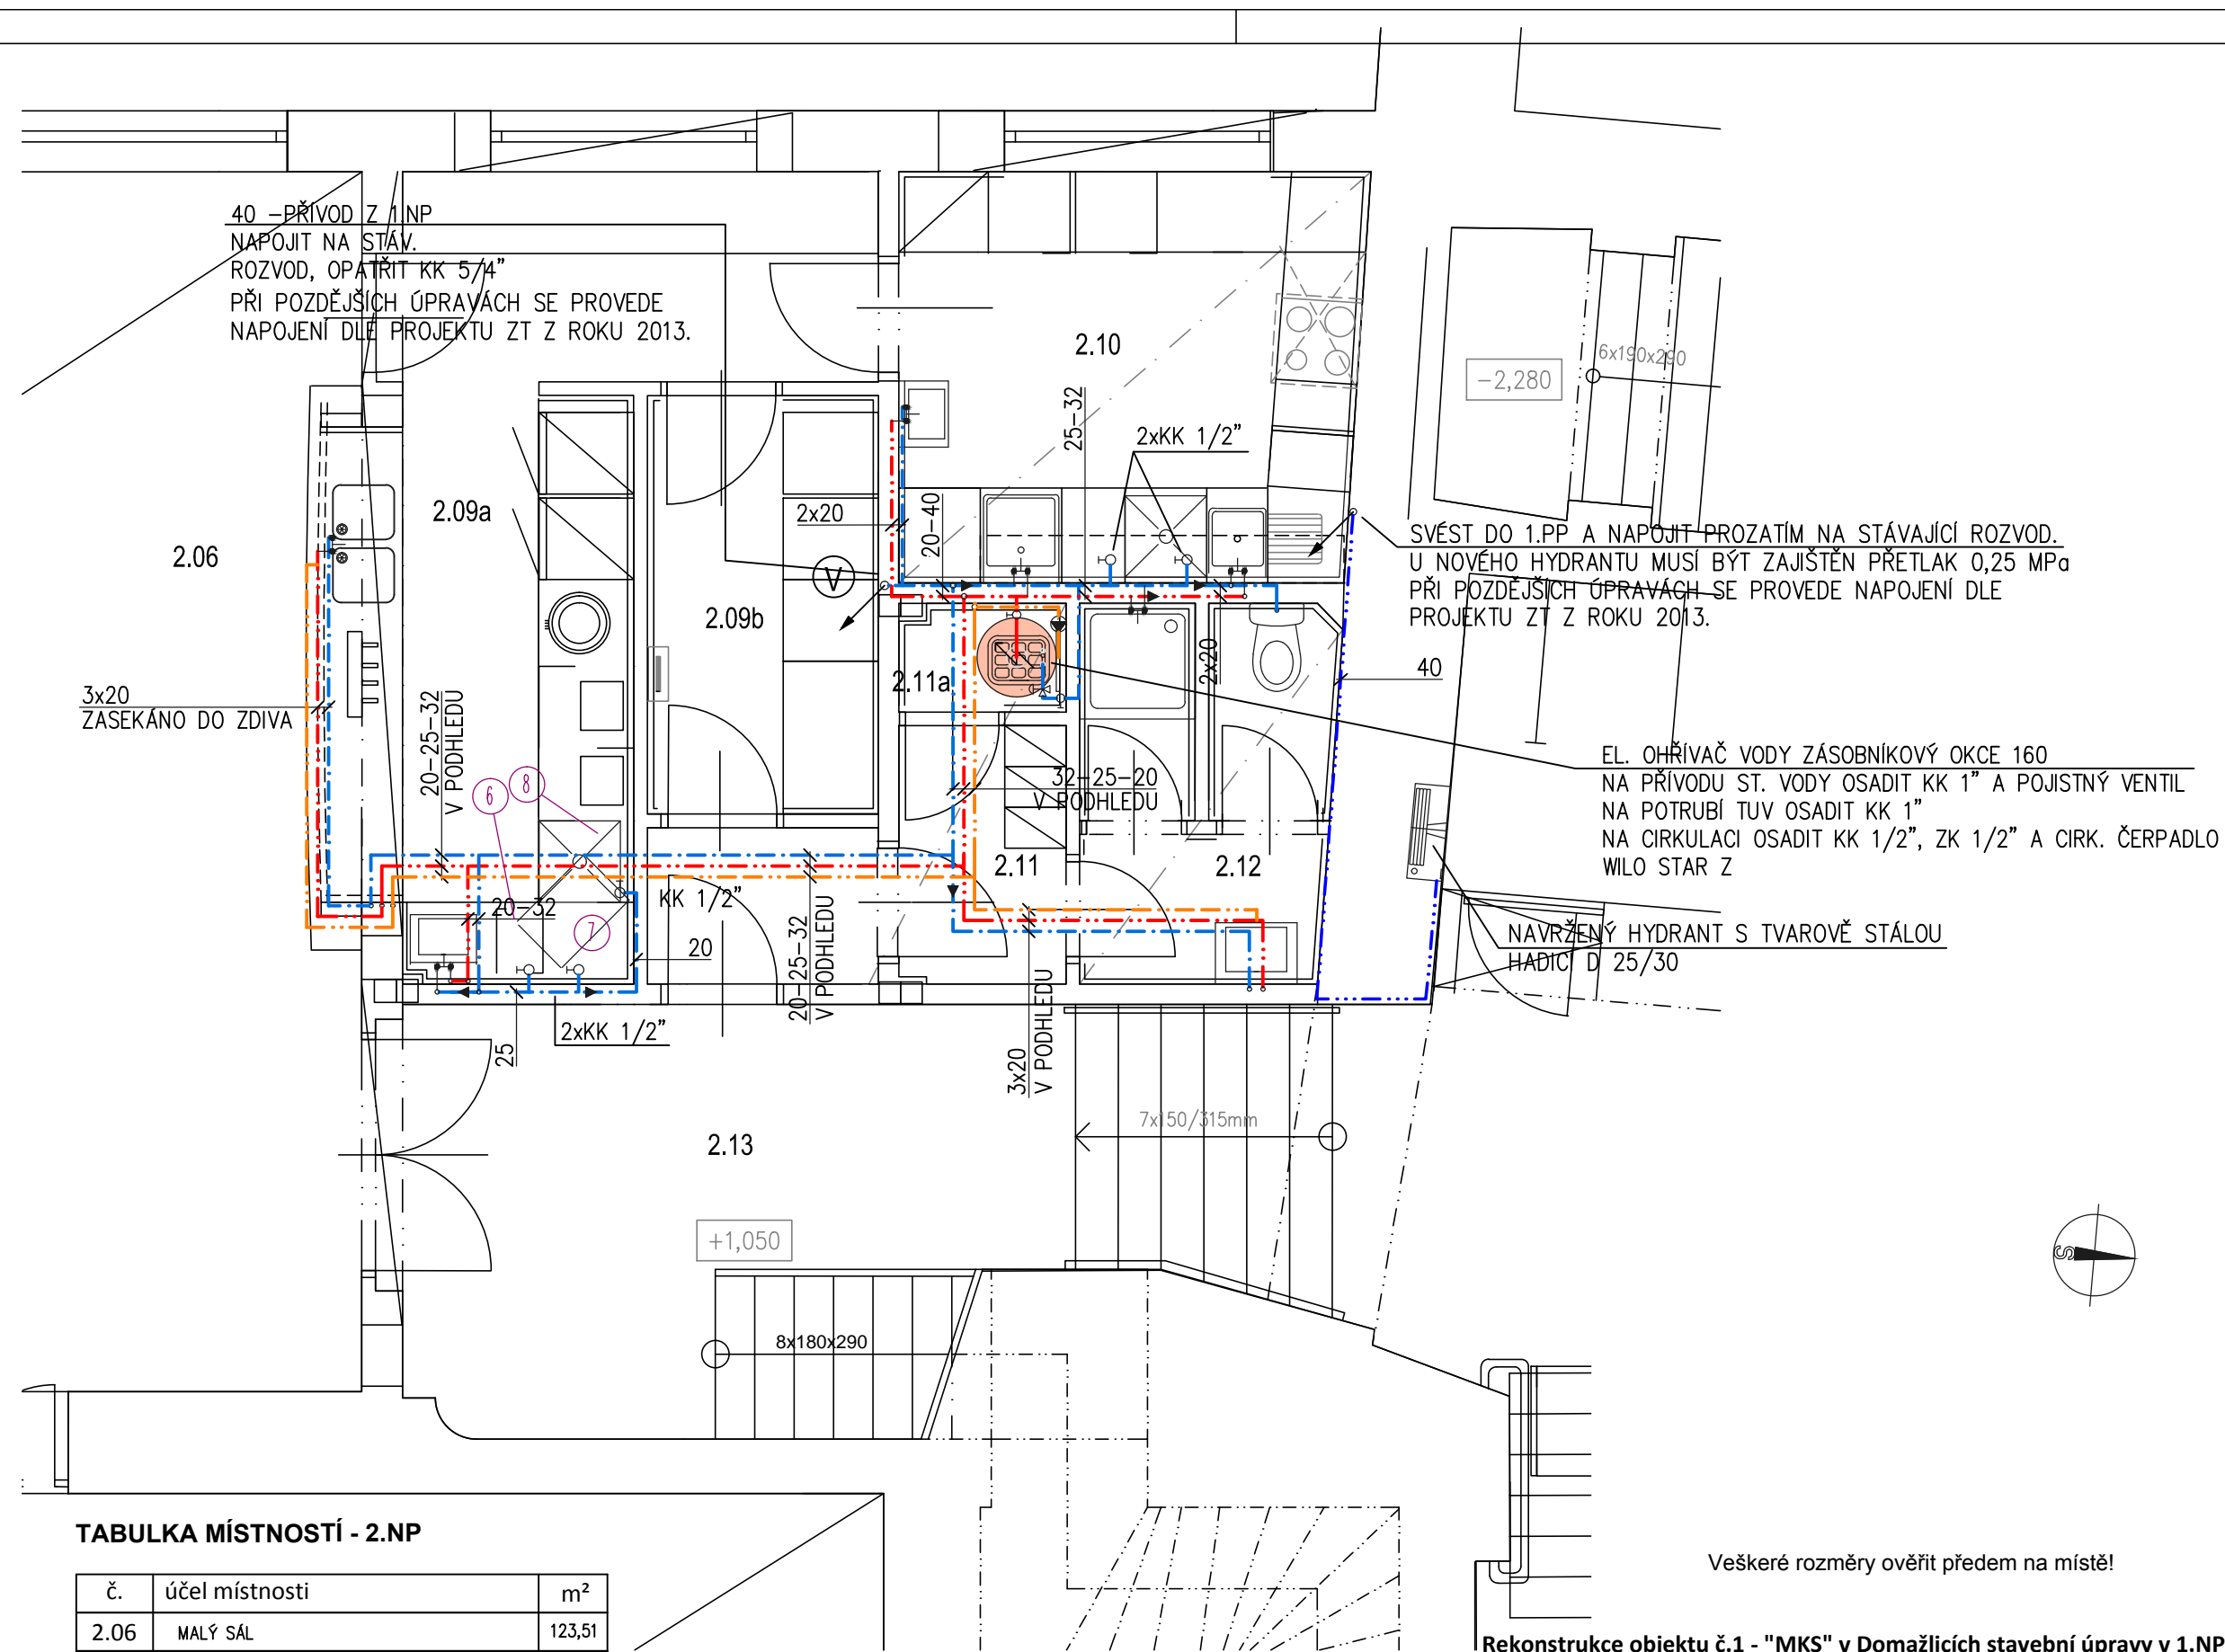 40 -PŘÍVOD Z 1.NP
NAPOJIT NA STÁV.
ROZVOD, OPATŘIT KK 5/4"
PŘI POZDĚJŠÍCH ÚPRAVÁCH SE PROVEDE
NAPOJENÍ DLE PROJEKTU ZT Z ROKU 2013.
2.10
25-32
2xKK 1/2"
-2,280
6x190x290
2.09a
2x20
20-40
2.06
V
2.09b
SVÉST DO 1.PP A NAPOJIT PROZATÍM NA STÁVAJÍCÍ ROZVOD.
U NOVÉHO HYDRANTU MUSÍ BÝT ZAJIŠTĚN PŘETLAK 0,25 MPa
PŘI POZDĚJŠÍCH ÚPRAVÁCH SE PROVEDE NAPOJENÍ DLE
PROJEKTU ZT Z ROKU 2013.
2.11a
2x20
40
3x20
ZASEKÁNO DO ZDIVA
20-25-32
V PODHLEDU
6
8
32-25-20
V PODHLEDU
EL. OHŘÍVAČ VODY ZÁSOBNÍKOVÝ OKCE 160
NA PŘÍVODU ST. VODY OSADIT KK 1" A POJISTNÝ VENTIL
NA POTRUBÍ TUV OSADIT KK 1"
NA CIRKULACI OSADIT KK 1/2", ZK 1/2" A CIRK. ČERPADLO
WILO STAR Z
2.11
2.12
KK 1/2"
20-32
7
20
20-25-32
V PODHLEDU
NAVRŽENÝ HYDRANT S TVAROVĚ STÁLOU
HADICÍ D 25/30
25
2xKK 1/2"
3x20
V PODHLEDU
2.13
7x150/315mm
+1,050
S
8x180x290
TABULKA MÍSTNOSTÍ - 2.NP
č. účel místnosti m²
2.06 MALÝ SÁL 123,51
Veškeré rozměry ověřit předem na místě!
Rekonstrukce objektu č.1 - "MKS" v Domažlicích stavební úpravy v 1.NP